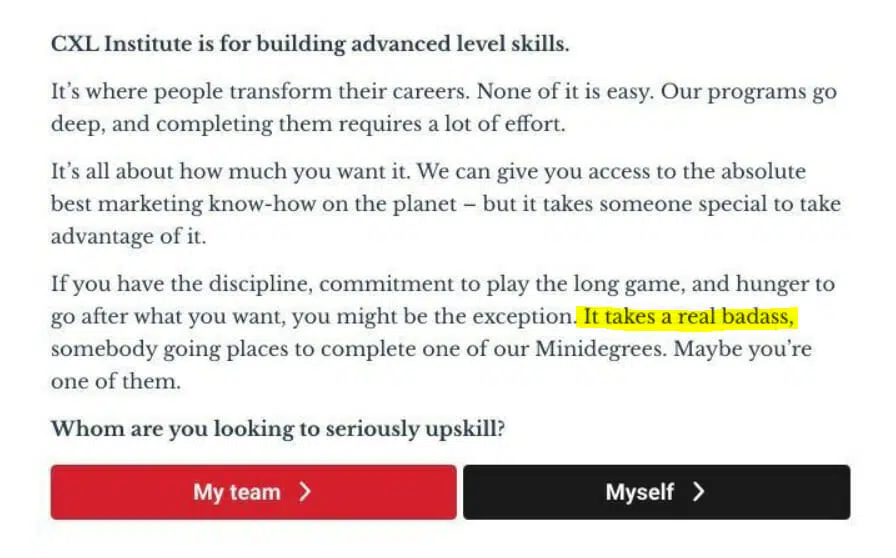 CXL Institute is for building advanced level skills.
It’s where people transform their careers. None of it is easy. Our programs go
deep, and completing them requires a lot of effort.
It’s all about how much you want it. We can give you access to the absolute
best marketing know-how on the planet – but it takes someone special to take
advantage of it.
If you have the discipline, commitment to play the long game, and hunger to
go after what you want, you might be the exception. It takes a real badass,
somebody going places to complete one of our Minidegrees. Maybe you’re
one of them.
Whom are you looking to seriously upskill?
My team
Myself